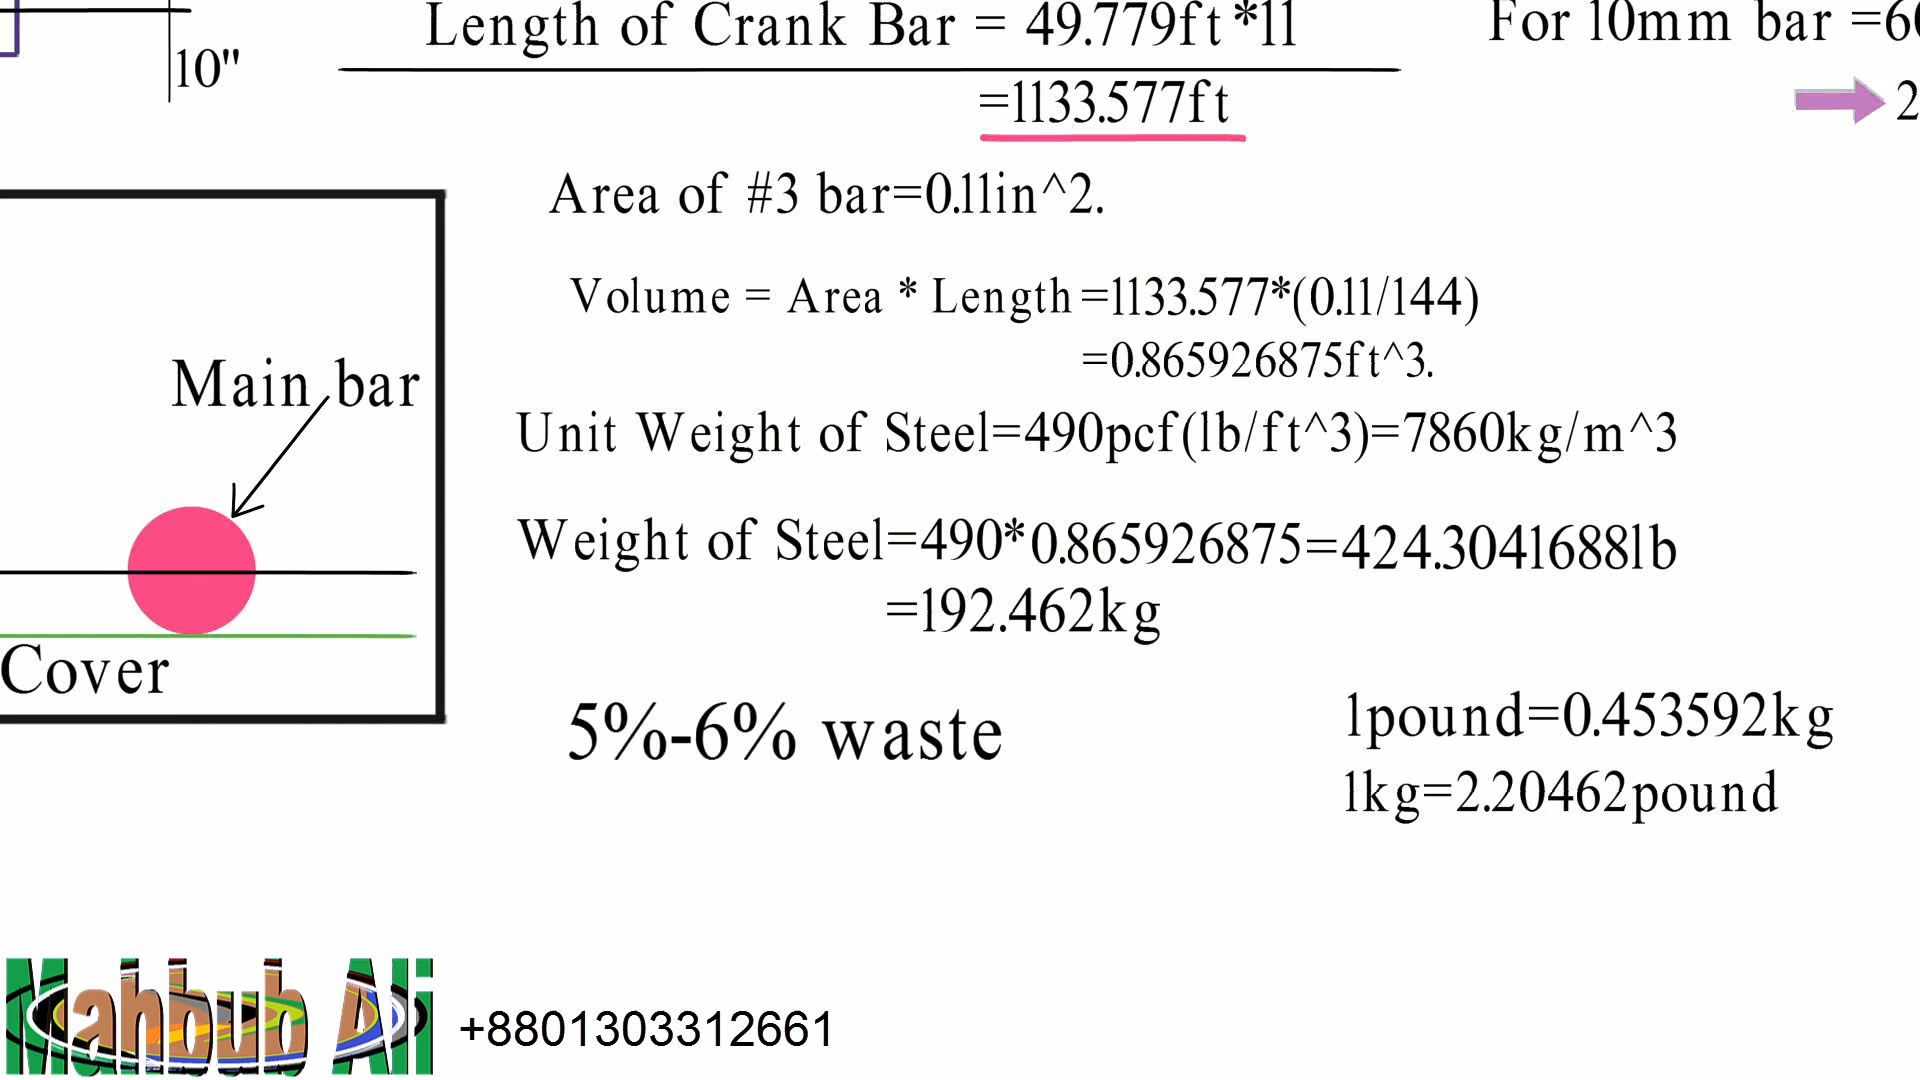 Length of Crank Bar = 49.779ft *11
For 10mm bar =6
10"
=1133.577ft
2
Area of #3 bar=0.11in^2.
Volume = Area * Length =1133.577*(0.11/144)
=0.865926875ft^3.
Main bar
Unit Weight of Steel=490pcf(lb/ft^3)=7860kg/m^3
Weight of Steel=490*0.865926875=424.3041688lb
=192.462kg
Cover
5%-6% waste
1pound=0.453592kg
1kg=2.20462pound
Mahbub Ali
+8801303312661